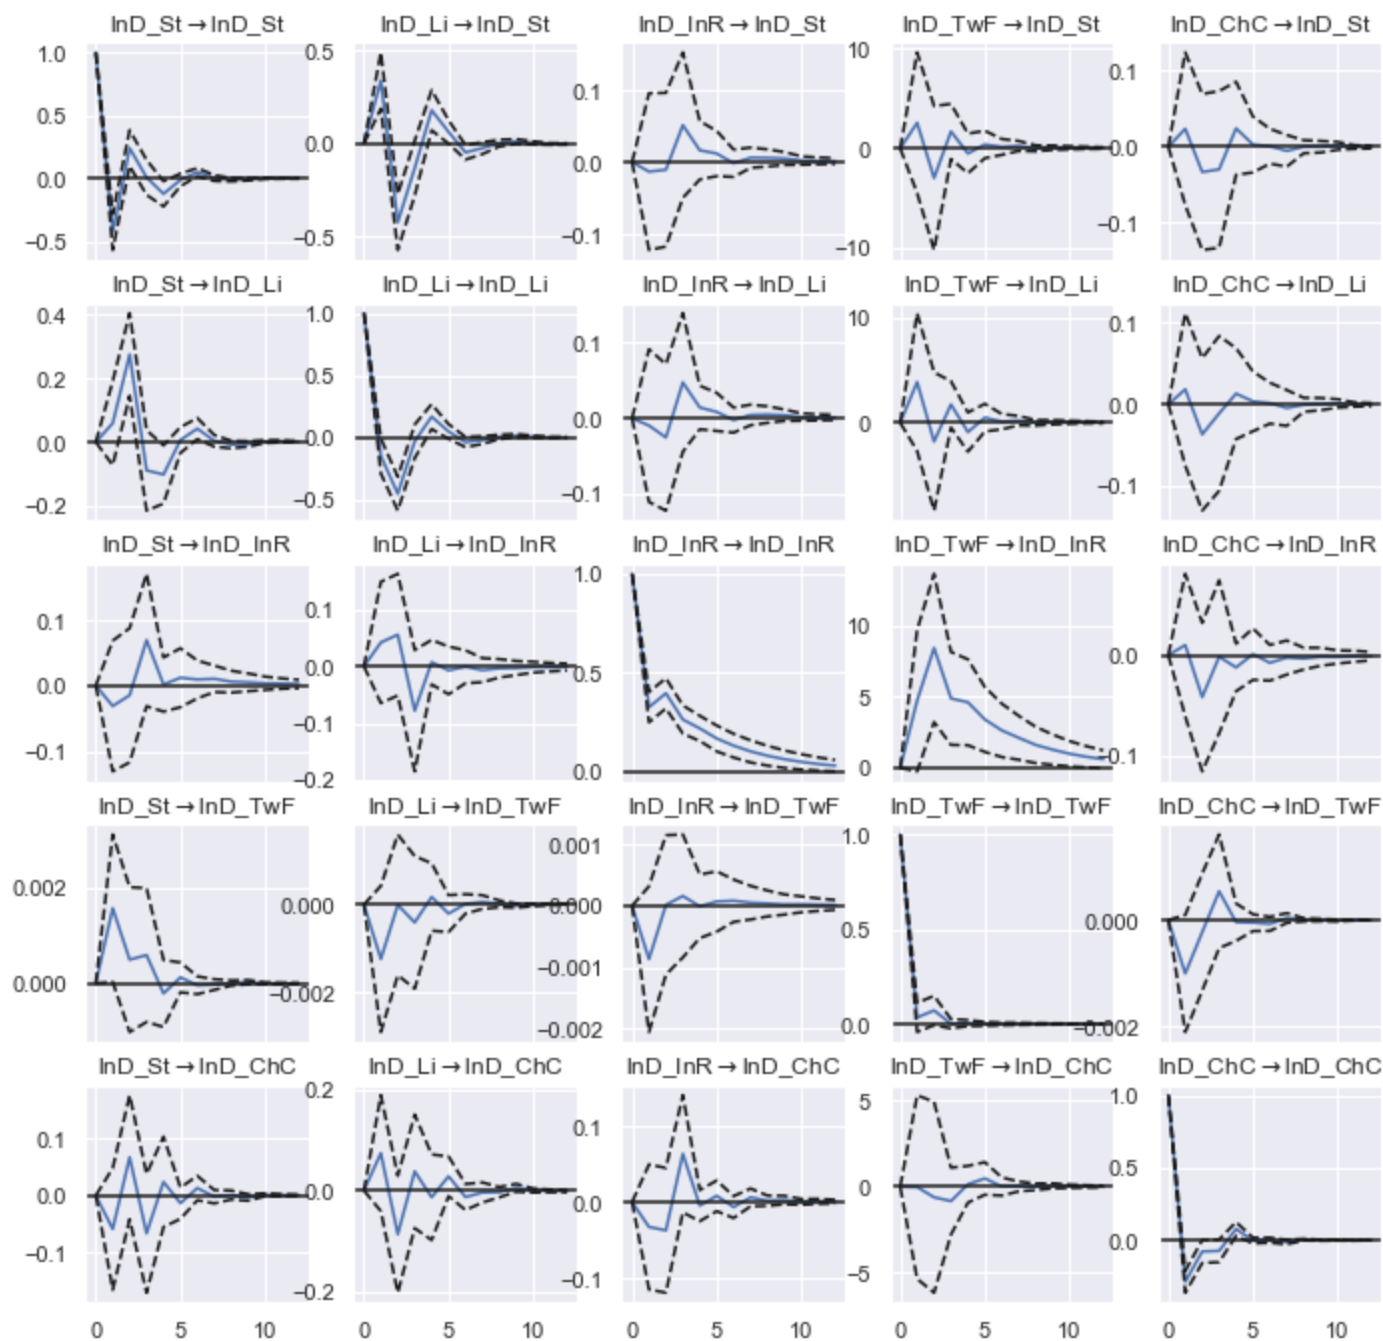 lnD_St→lnD_St lnD_Li→lnD_St lnD_InR→lnD_St lnD_TwF→lnD_St lnD_ChC→lnD_St
1.0 0.5 0.0 −0.5
0.5 0.0 −0.5
0.1 0.0 −0.1
10 0 −10
0.1 0.0 −0.1
lnD_St→lnD_Li lnD_Li→lnD_Li lnD_InR→lnD_Li lnD_TwF→lnD_Li lnD_ChC→lnD_Li
0.4 0.2 0.0 −0.2
1.0 0.5 0.0 −0.5
0.1 0.0 −0.1
10 0
0.1 0.0 −0.1
lnD_St→lnD_InR lnD_Li→lnD_InR lnD_InR→lnD_InR lnD_TwF→lnD_InR lnD_ChC→lnD_InR
0.1 0.0 −0.1
0.1 0.0 −0.1 −0.2
1.0 0.5 0.0
10 5 0
0.0 −0.1
lnD_St→lnD_TwF lnD_Li→lnD_TwF lnD_InR→lnD_TwF lnD_TwF→lnD_TwF lnD_ChC→lnD_TwF
0.002 0.000
0.000 −0.002
0.001 0.000 −0.001 −0.002
1.0 0.5 0.0
0.000 −0.002
lnD_St→lnD_ChC lnD_Li→lnD_ChC lnD_InR→lnD_ChC lnD_TwF→lnD_ChC lnD_ChC→lnD_ChC
0.1 0.0 −0.1
0.2 0.0 −0.2
0.1 0.0 −0.1
5 0 −5
1.0 0.5 0.0
0 5 10 0 5 10 0 5 10 0 5 10 0 5 10